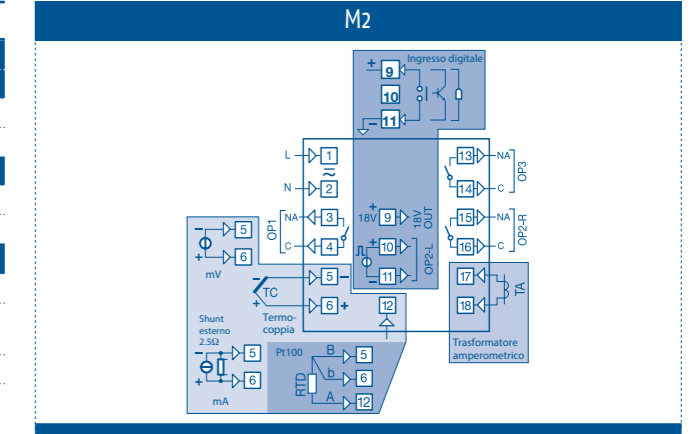 M2
Ingresso digitale
+ 9
10
– 11
L 1
N 2
NA 3
C 4
OP1
+
18V 9
18V OUT
+ 10
– 11
OP2-L
13 NA
14 C
OP3
15 NA
16 C
OP2-R
17
18
TA
Trasformatore
amperometrico
– 5
+ 6
mV
5 –
6 +
TC
Termo-
coppia
12
Shunt
esterno
2.5Ω
– 5
+ 6
mA
Pt100
RTD
B 5
b 6
A 12